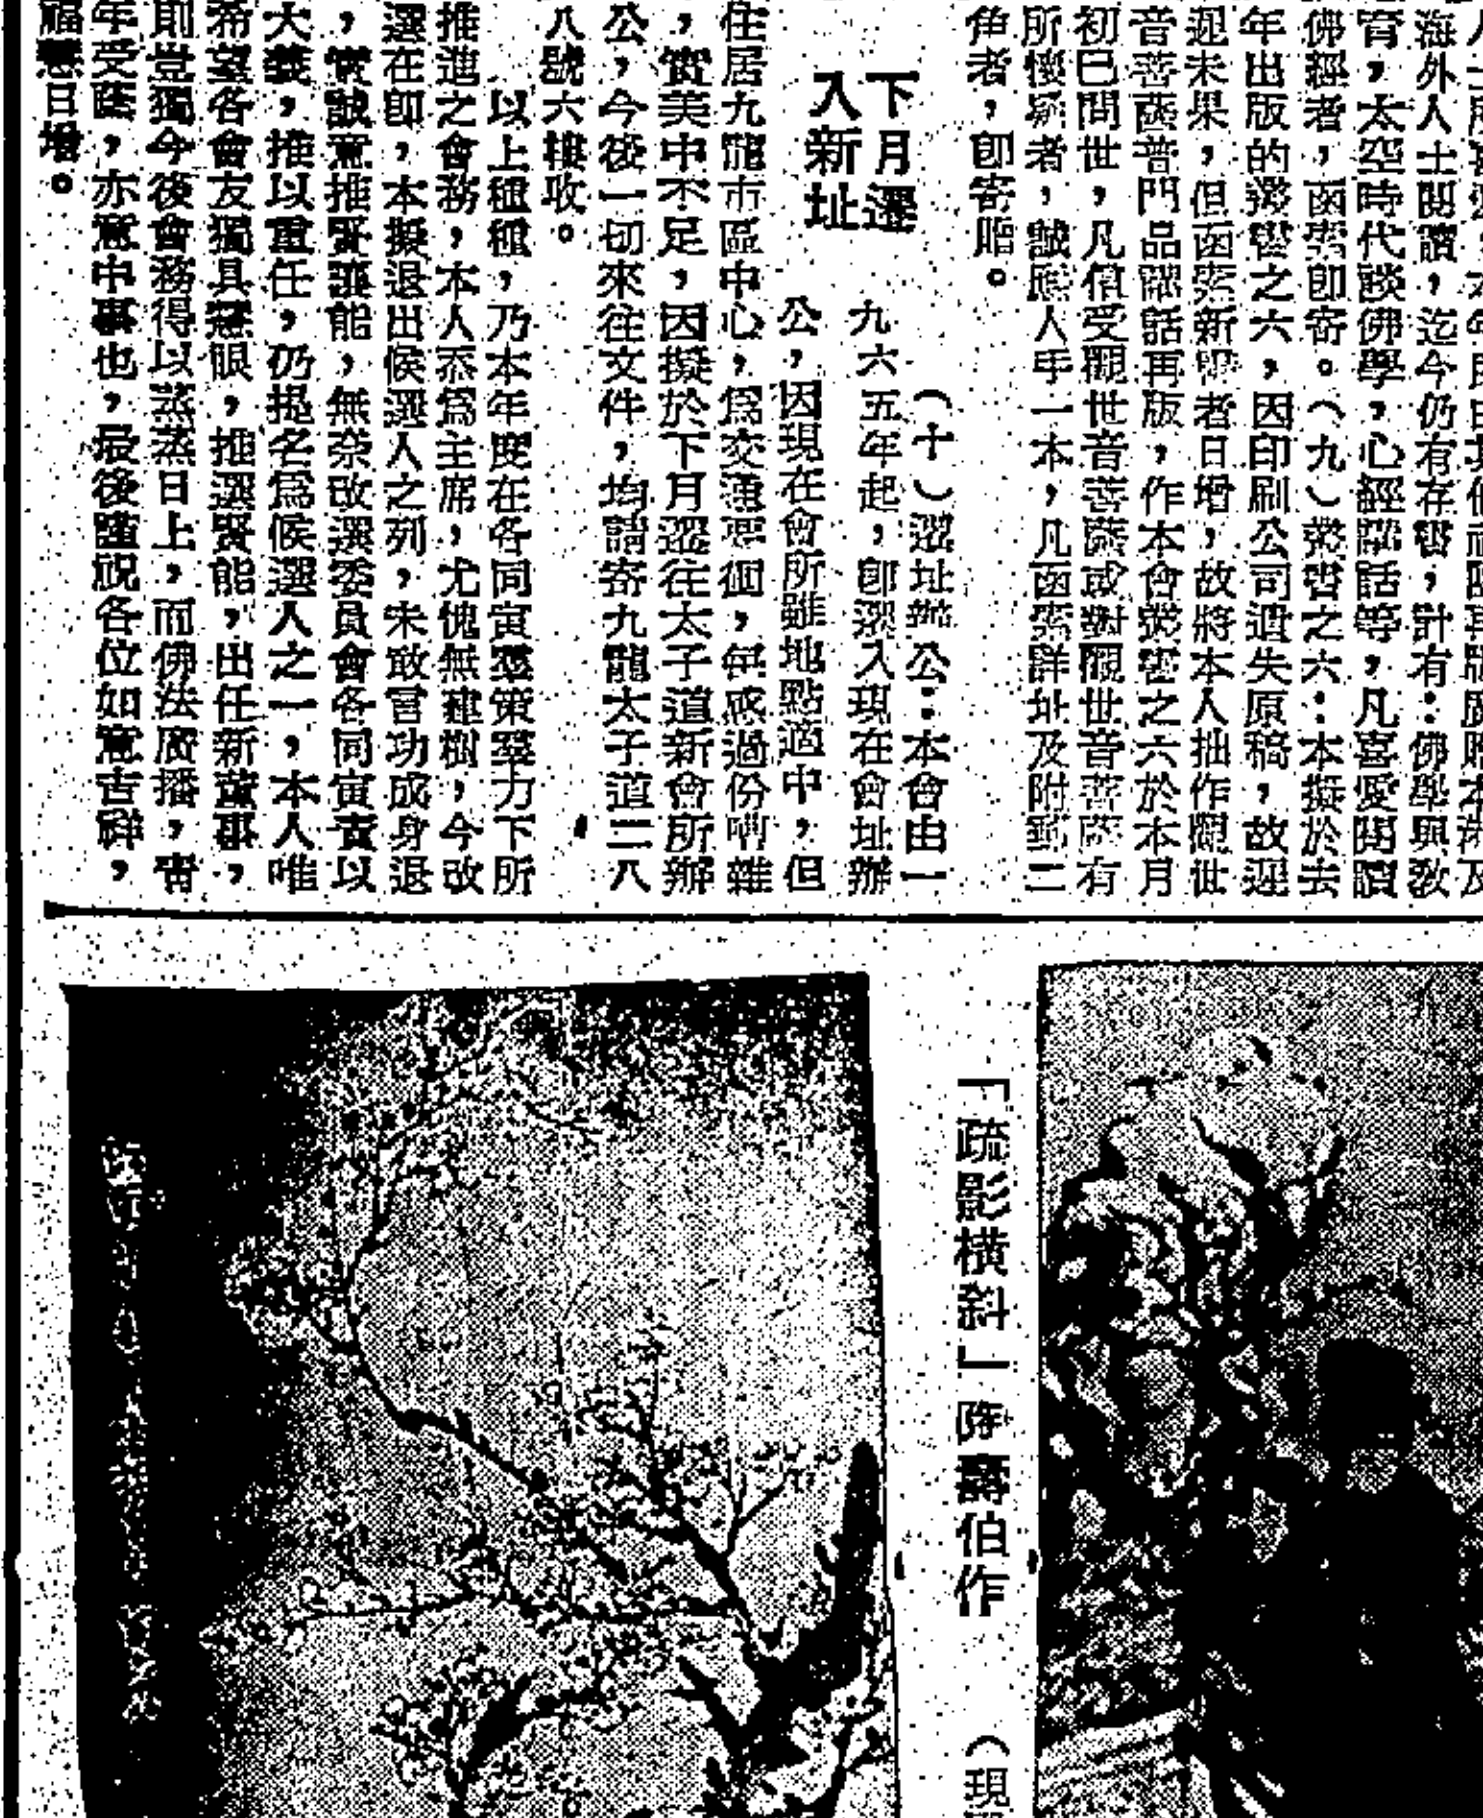 海外人士閱讀，迄今仍有存書，計有：佛學與教
育，太空時代談佛學，心經講話等，凡喜愛閱讀
佛經者，函索即寄。（九）叢書之六：本擬於去
年出版的叢書之六，因印刷公司遺失原稿，故遲
遲未果，但函索新書者日增，故將本人拙作觀世
音菩薩普門品講話再版，作本會叢書之六於本月
初已問世，凡信受觀世音菩薩或對觀世音菩薩有
所懷疑者，誠應人手一本，凡函索詳址及附郵二
角者，即寄贈。
下月遷
入新址
（十）遷址辦公：本會由一
九六五年起，即遷入現在會址辦
公，因現在會所雖地點適中，但
住居九龍市區中心，爲交通要衝，每感過份嘈雜
，實美中不足，因擬於下月遷往太子道新會所辦
公，今後一切來往文件，均請寄九龍太子道二八
八號六樓收。
以上種種，乃本年度在各同寅羣策羣力下所
推進之會務，本人忝爲主席，尤愧無建樹，今改
選在即，本擬退出候選人之列，未敢言功成身退
，實誠意推賢讓能，無奈改選委員會各同寅責以
大義，推以重任，仍提名爲候選人之一，本人唯
希望各會友獨具慧眼，推選賢能，出任新董事，
則豈獨今後會務得以蒸蒸日上，而佛法廣播，青
年受薩，亦意中事也，最後謹祝各位如意吉祥，
福慧日增。
「疏影橫斜」陳壽伯作
（現